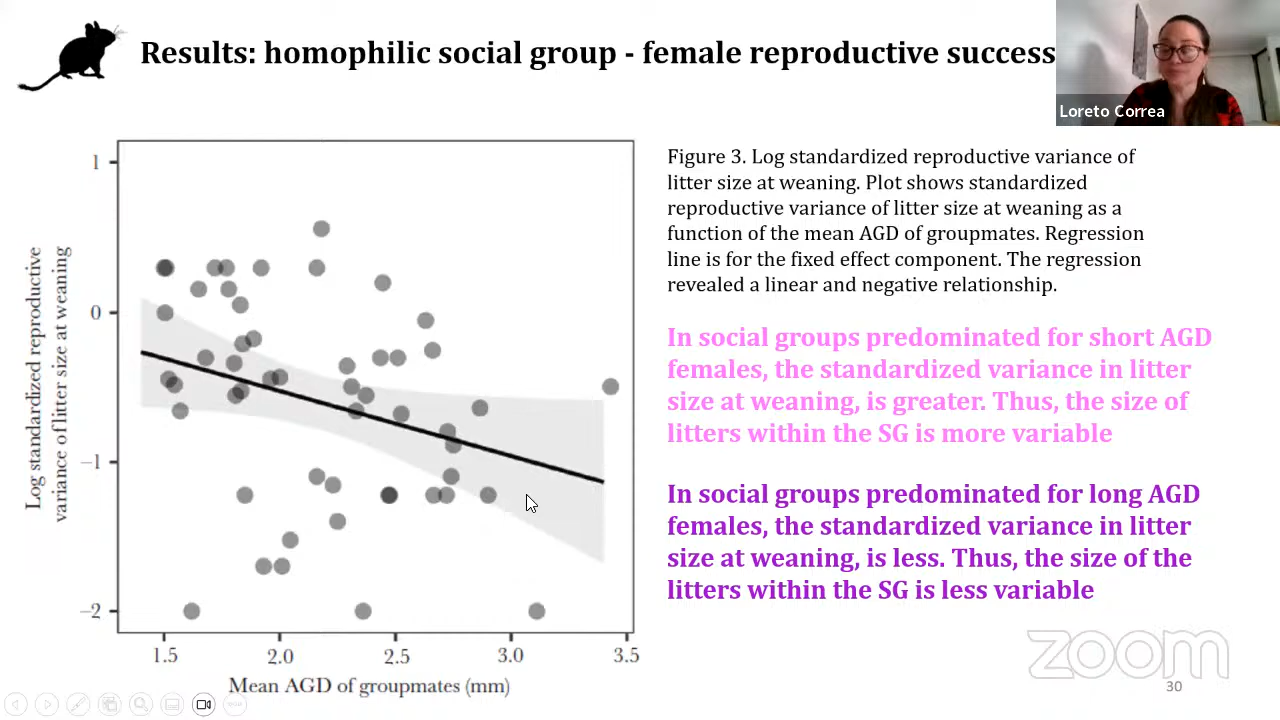 Results: homophilic social group - female reproductive success
Loreto Correa
Log standardized reproductive
variance of litter size at weaning
1
0
−1
−2
1.5 2.0 2.5 3.0 3.5
Mean AGD of groupmates (mm)
Figure 3. Log standardized reproductive variance of
litter size at weaning. Plot shows standardized
reproductive variance of litter size at weaning as a
function of the mean AGD of groupmates. Regression
line is for the fixed effect component. The regression
revealed a linear and negative relationship.
In social groups predominated for short AGD
females, the standardized variance in litter
size at weaning, is greater. Thus, the size of
litters within the SG is more variable
In social groups predominated for long AGD
females, the standardized variance in litter
size at weaning, is less. Thus, the size of the
litters within the SG is less variable
zoom
30